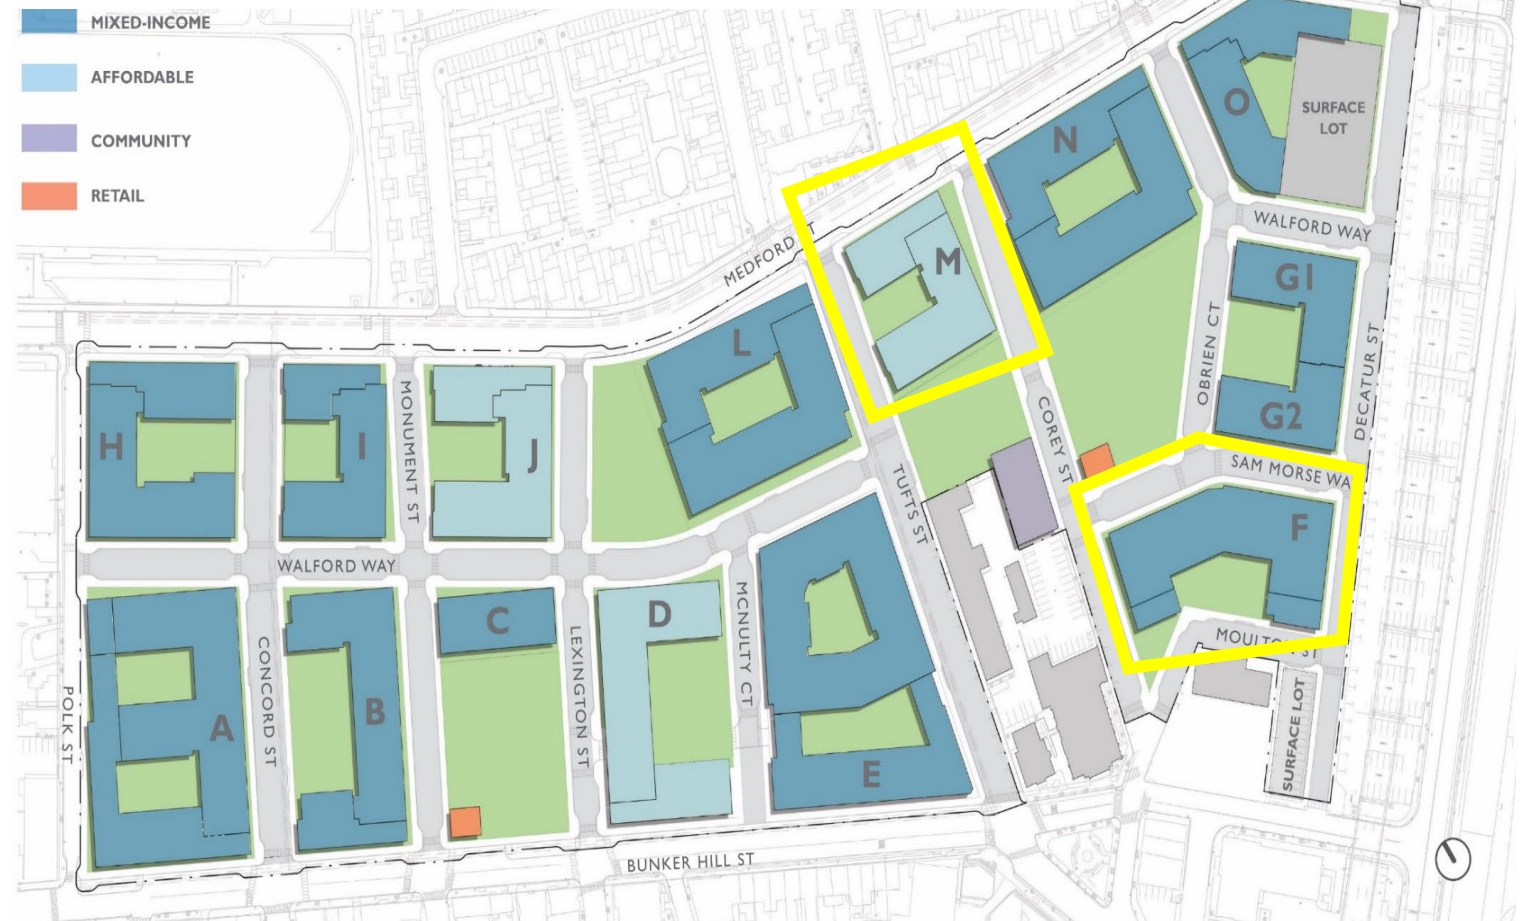 MIXED-INCOME
AFFORDABLE
COMMUNITY
RETAIL
O
SURFACE
LOT
N
WALFORD WAY
M
MEDFORD
G1
OBRIEN CT
DECATUR ST
L
G2
H
I
MONUMENT ST
J
COREY ST
TUFTS ST
SAM MORSE WA
F
WALFORD WAY
C
D
MCNULTY CT
MOULTON ST
POLK ST
CONCORD ST
A
B
LEXINGTON ST
E
SURFACE LOT
BUNKER HILL ST